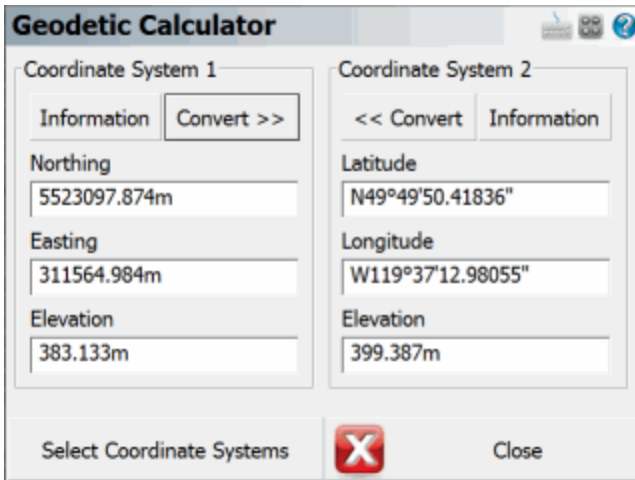 Geodetic Calculator
Coordinate System 1
Information
Convert >>
Northing
5523097.874m
Easting
311564.984m
Elevation
383.133m
Coordinate System 2
<< Convert
Information
Latitude
N49°49'50.41836"
Longitude
W119°37'12.98055"
Elevation
399.387m
Select Coordinate Systems
Close